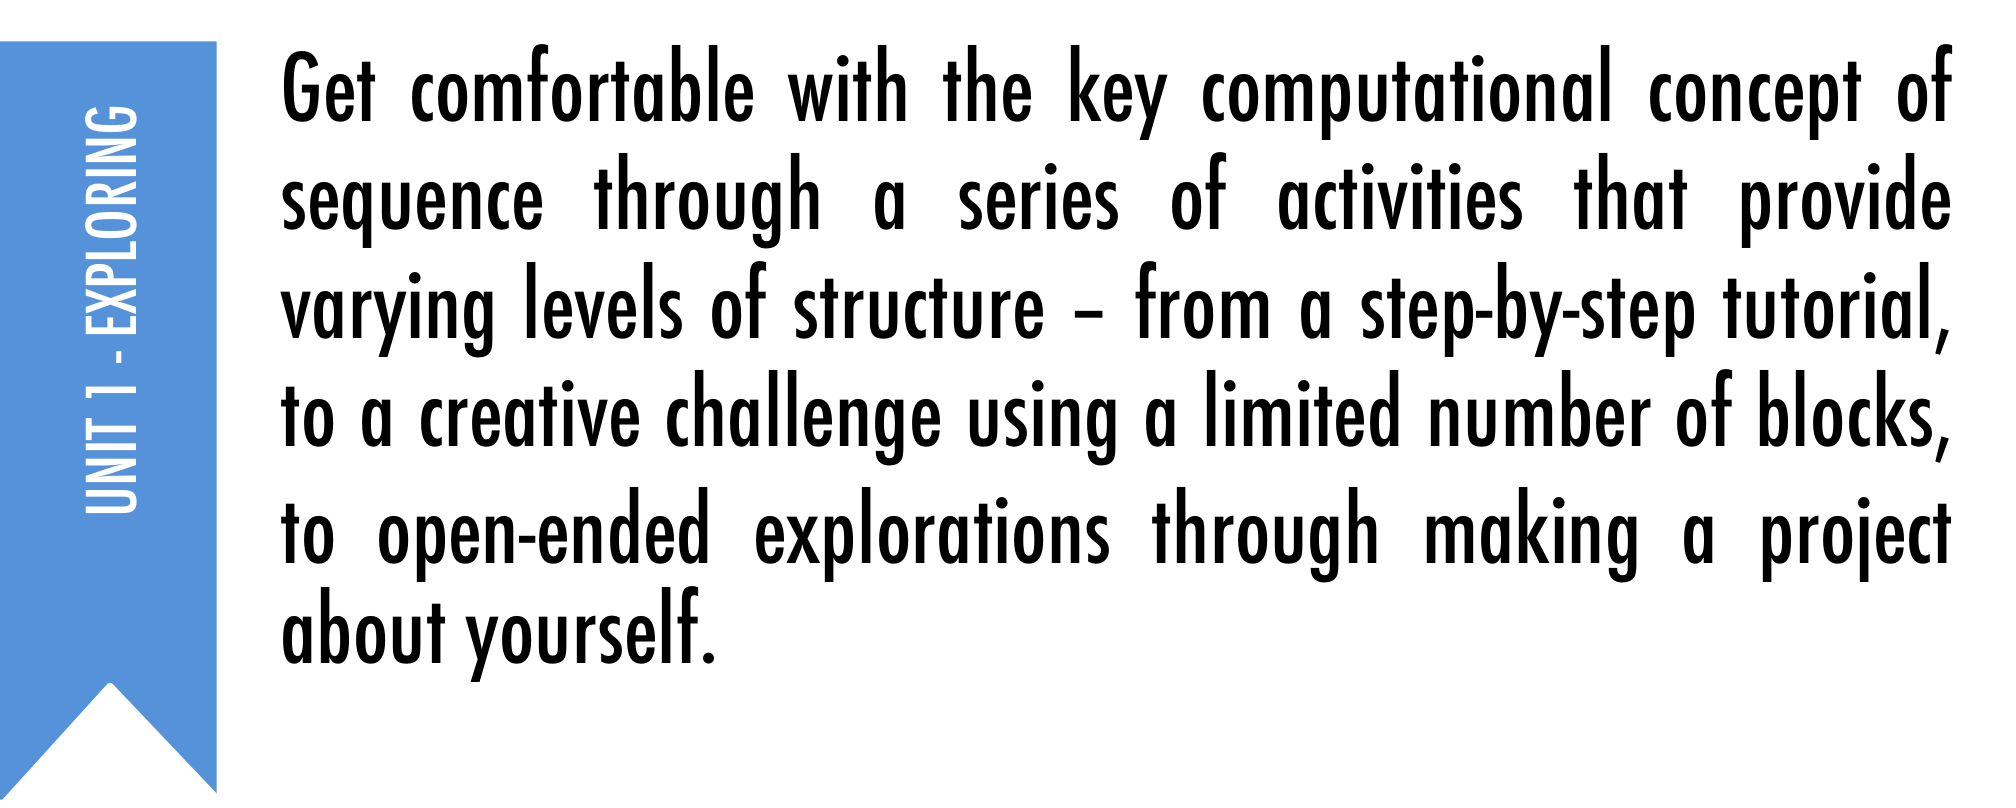 UNIT 1 - EXPLORING
Get comfortable with the key computational concept of
sequence through a series of activities that provide
varying levels of structure – from a step-by-step tutorial,
to a creative challenge using a limited number of blocks,
to open-ended explorations through making a project
about yourself.